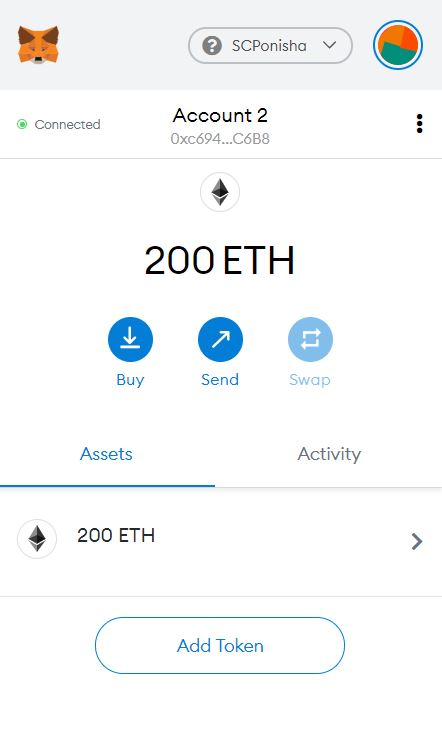 ? SCPonisha
Account 2
Connected
0xc694...C6B8
200 ETH
Buy Send Swap
Assets Activity
200 ETH
Add Token